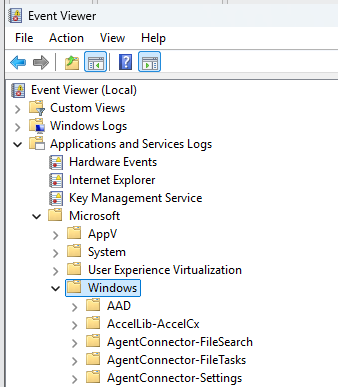 Event Viewer
File Action View Help
Event Viewer (Local)
Custom Views
Windows Logs
Applications and Services Logs
Hardware Events
Internet Explorer
Key Management Service
Microsoft
AppV
System
User Experience Virtualization
Windows
AAD
AccelLib-AccelCx
AgentConnector-FileSearch
AgentConnector-FileTasks
AgentConnector-Settings